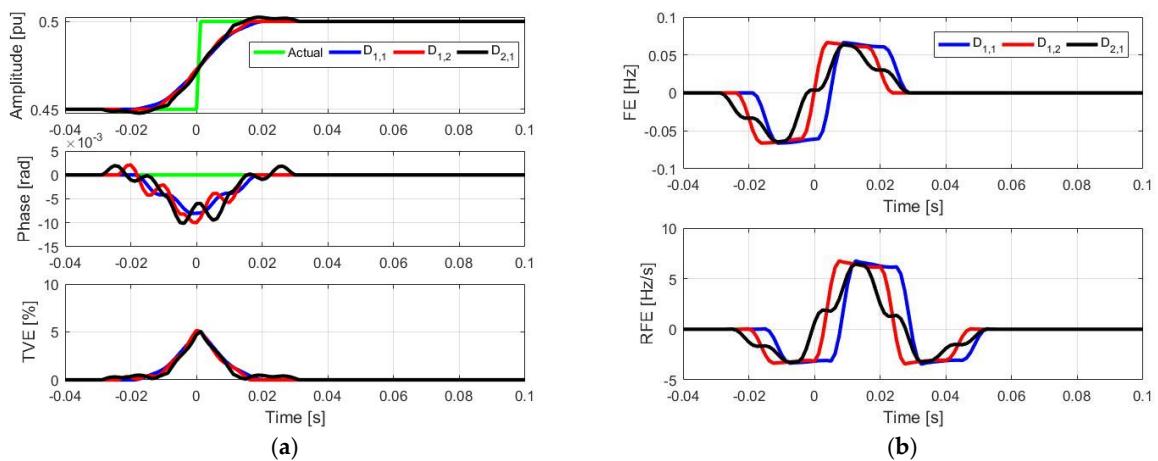 Amplitude [pu]
0.5
0.45
Actual D1,1 D1,2 D2,1
-0.04 -0.02 0 0.02 0.04 0.06 0.08 0.1
× 10-3
Phase [rad]
5
0
-5
-10
-15
-0.04 -0.02 0 0.02 0.04 0.06 0.08 0.1
TVE [%]
10
5
0
-0.04 -0.02 0 0.02 0.04 0.06 0.08 0.1
Time [s]
(a)
FE [Hz]
0.1
0.05
0
-0.05
-0.1
D1,1 D1,2 D2,1
-0.04 -0.02 0 0.02 0.04 0.06 0.08 0.1
Time [s]
RFE [Hz/s]
10
5
0
-5
-0.04 -0.02 0 0.02 0.04 0.06 0.08 0.1
Time [s]
(b)